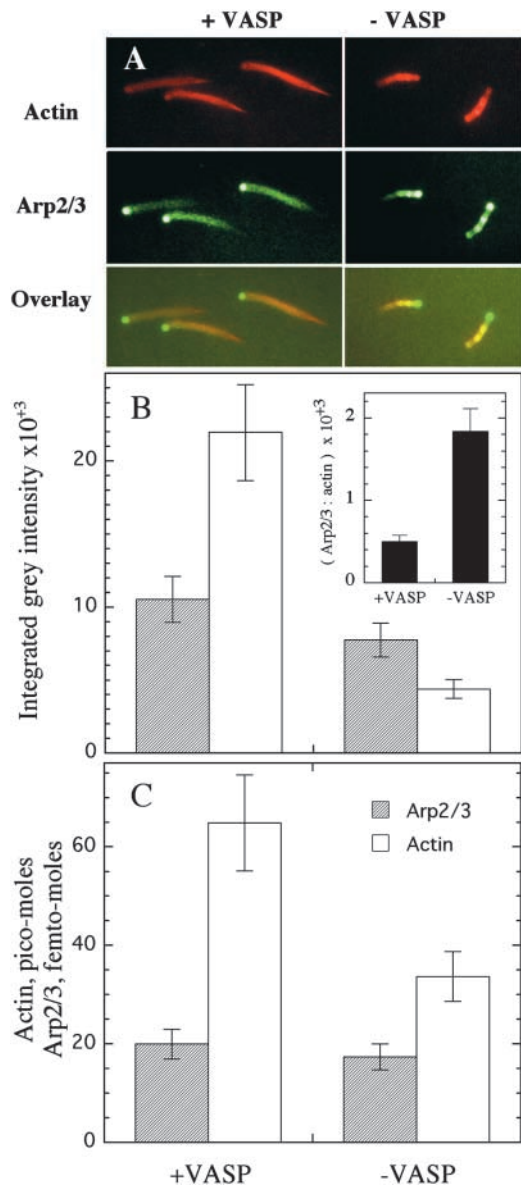 + VASP - VASP
A
Actin
Arp2/3
Overlay
B
Integrated grey intensity x10+3
20
10
0
( Arp2/3 : actin ) x 10+3
2
1
0
+VASP -VASP
C
Arp2/3
Actin
Actin, pico-moles
Arp2/3, femto-moles
60
40
20
0
+VASP -VASP